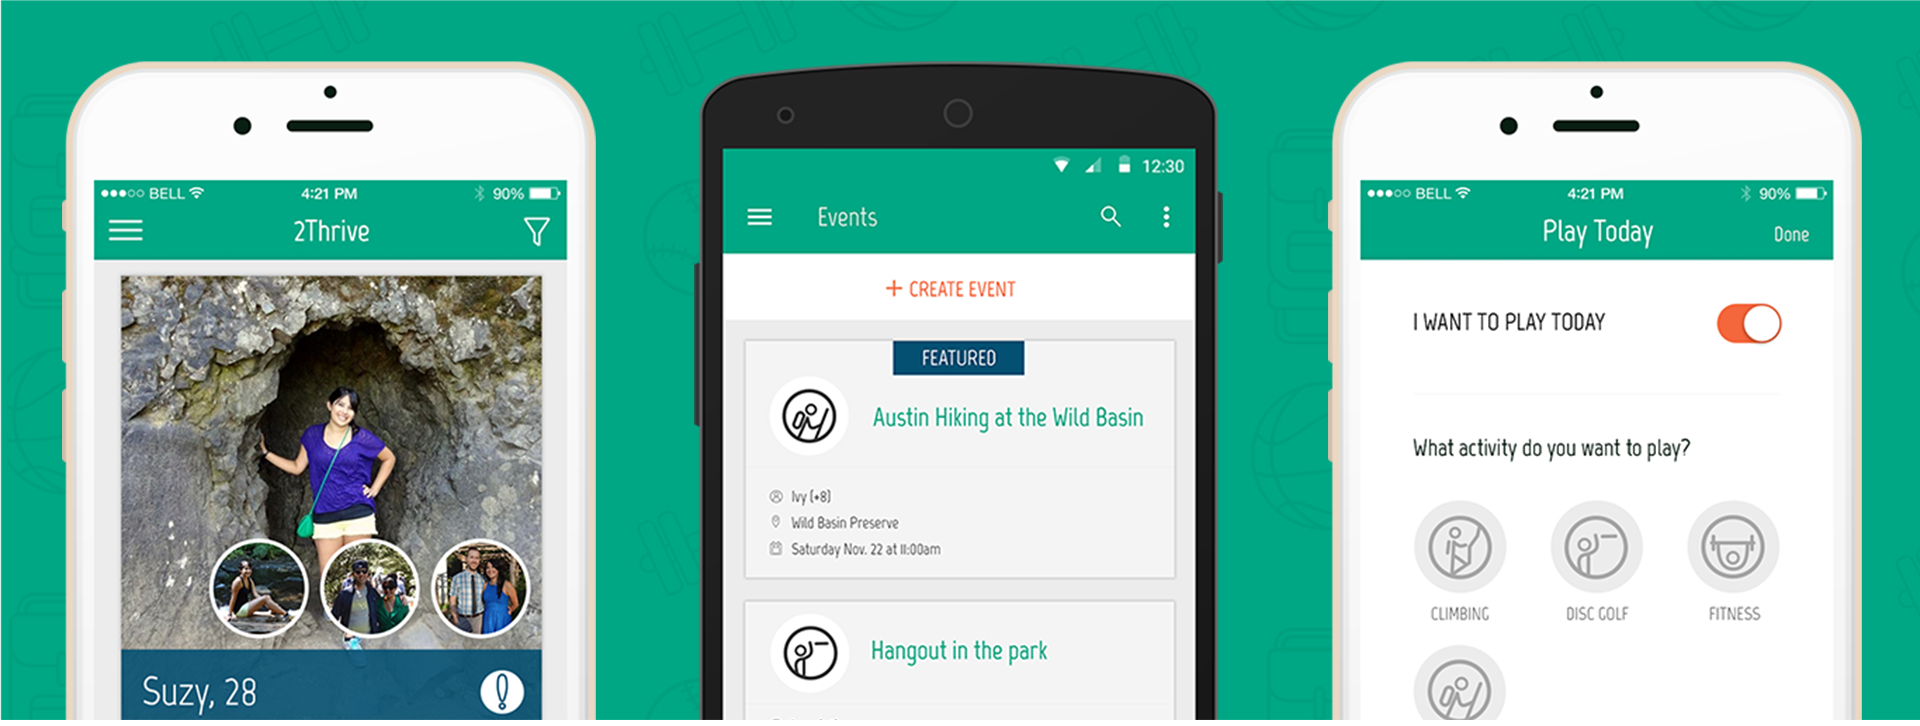 BELL 4:21 PM 90%
2Thrive
Suzy, 28
12:30
Events
+ CREATE EVENT
FEATURED
Austin Hiking at the Wild Basin
Ivy (+8)
Wild Basin Preserve
Saturday Nov. 22 at 11:00am
Hangout in the park
BELL 4:21 PM 90%
Play Today Done
I WANT TO PLAY TODAY
What activity do you want to play?
CLIMBING DISC GOLF FITNESS